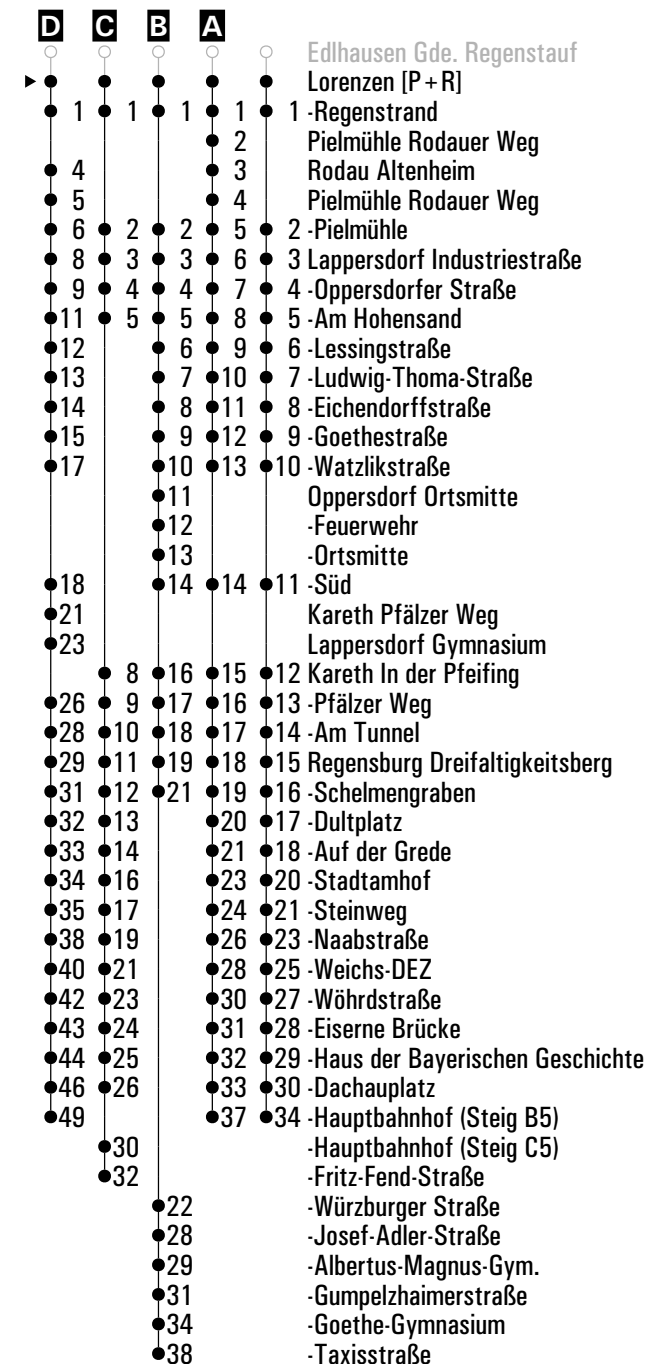 D C B A
Edlhausen Gde. Regenstauf
Lorenzen [P+R]
1 1 1 1 1 -Regenstrand
2 Pielmühle Rodauer Weg
4 3 Rodau Altenheim
5 4 Pielmühle Rodauer Weg
6 2 2 5 2 -Pielmühle
8 3 3 6 3 Lappersdorf Industriestraße
9 4 4 7 4 -Oppersdorfer Straße
11 5 5 8 5 -Am Hohensand
12 6 9 6 -Lessingstraße
13 7 10 7 -Ludwig-Thoma-Straße
14 8 11 8 -Eichendorffstraße
15 9 12 9 -Goethestraße
17 10 13 10 -Watzlikstraße
11 Oppersdorf Ortsmitte
12 -Feuerwehr
13 -Ortsmitte
18 14 14 11 -Süd
21 Kareth Pfälzer Weg
23 Lappersdorf Gymnasium
8 16 15 12 Kareth In der Pfeifing
26 9 17 16 13 -Pfälzer Weg
28 10 18 17 14 -Am Tunnel
29 11 19 18 15 Regensburg Dreifaltigkeitsberg
31 12 21 19 16 -Schelmengraben
32 13 20 17 -Dultplatz
33 14 21 18 -Auf der Grede
34 16 23 20 -Stadtamhof
35 17 24 21 -Steinweg
38 19 26 23 -Naabstraße
40 21 28 25 -Weichs-DEZ
42 23 30 27 -Wöhrdstraße
43 24 31 28 -Eiserne Brücke
44 25 32 29 -Haus der Bayerischen Geschichte
46 26 33 30 -Dachauplatz
49 37 34 -Hauptbahnhof (Steig B5)
30 -Hauptbahnhof (Steig C5)
32 -Fritz-Fend-Straße
22 -Würzburger Straße
28 -Josef-Adler-Straße
29 -Albertus-Magnus-Gym.
31 -Gumpelzhaimerstraße
34 -Goethe-Gymnasium
38 -Taxisstraße